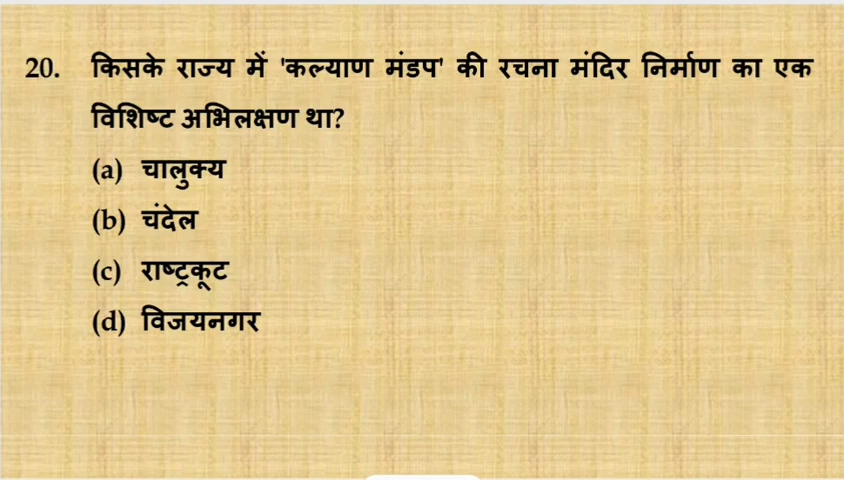 20. किसके राज्य में 'कल्याण मंडप' की रचना मंदिर निर्माण का एक
विशिष्ट अभिलक्षण था?
(a) चालुक्य
(b) चंदेल
(c) राष्ट्रकूट
(d) विजयनगर